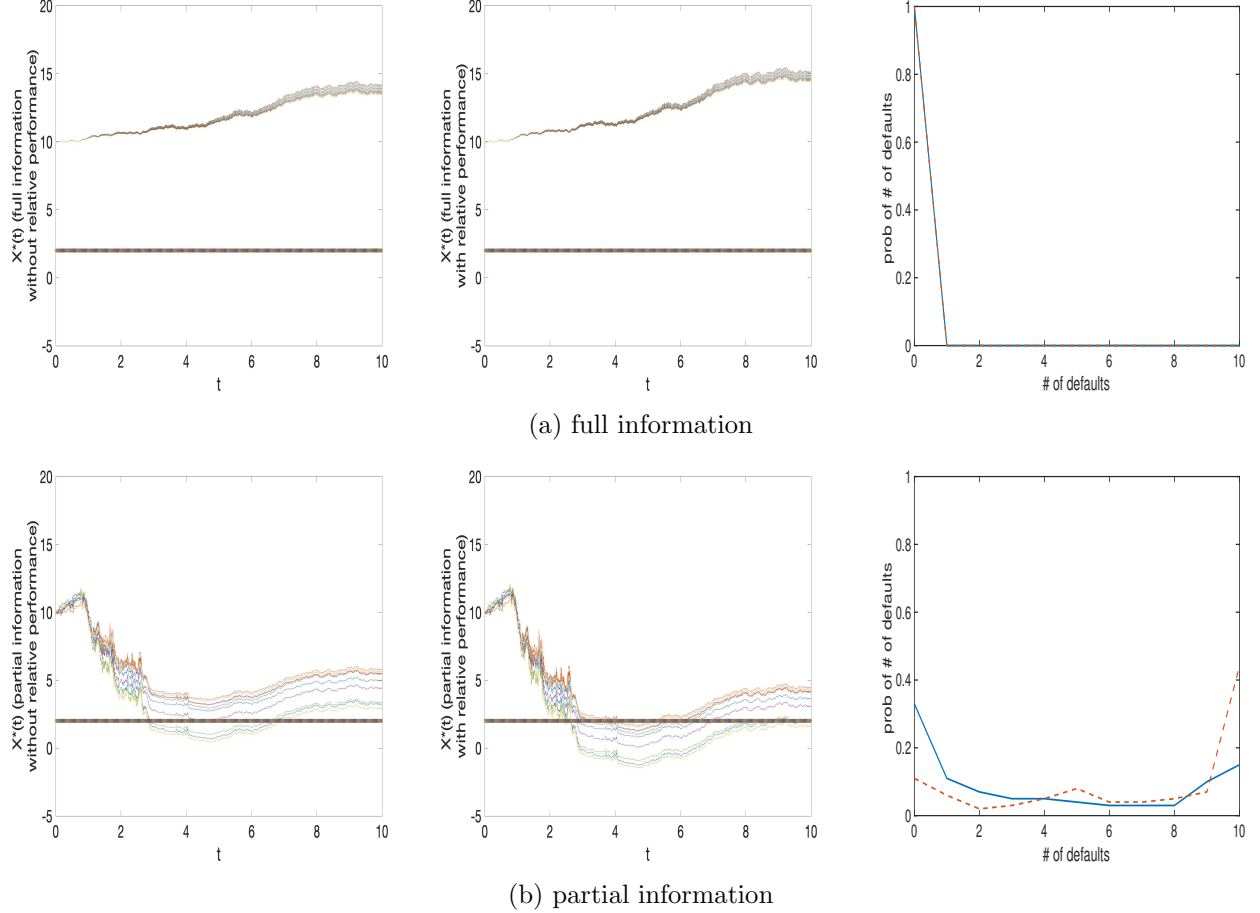 X*(t) (full information
without relative performance)
20
15
10
5
0
-5
0 2 4 6 8 10
t
X*(t) (full information
with relative performance)
20
15
10
5
0
-5
0 2 4 6 8 10
t
prob of # of defaults
1
0.8
0.6
0.4
0.2
0
0 2 4 6 8 10
# of defaults
(a) full information
X*(t) (partial information
without relative performance)
20
15
10
5
0
-5
0 2 4 6 8 10
t
X*(t) (partial information
with relative performance)
20
15
10
5
0
-5
0 2 4 6 8 10
t
prob of # of defaults
1
0.8
0.6
0.4
0.2
0
0 2 4 6 8 10
# of defaults
(b) partial information